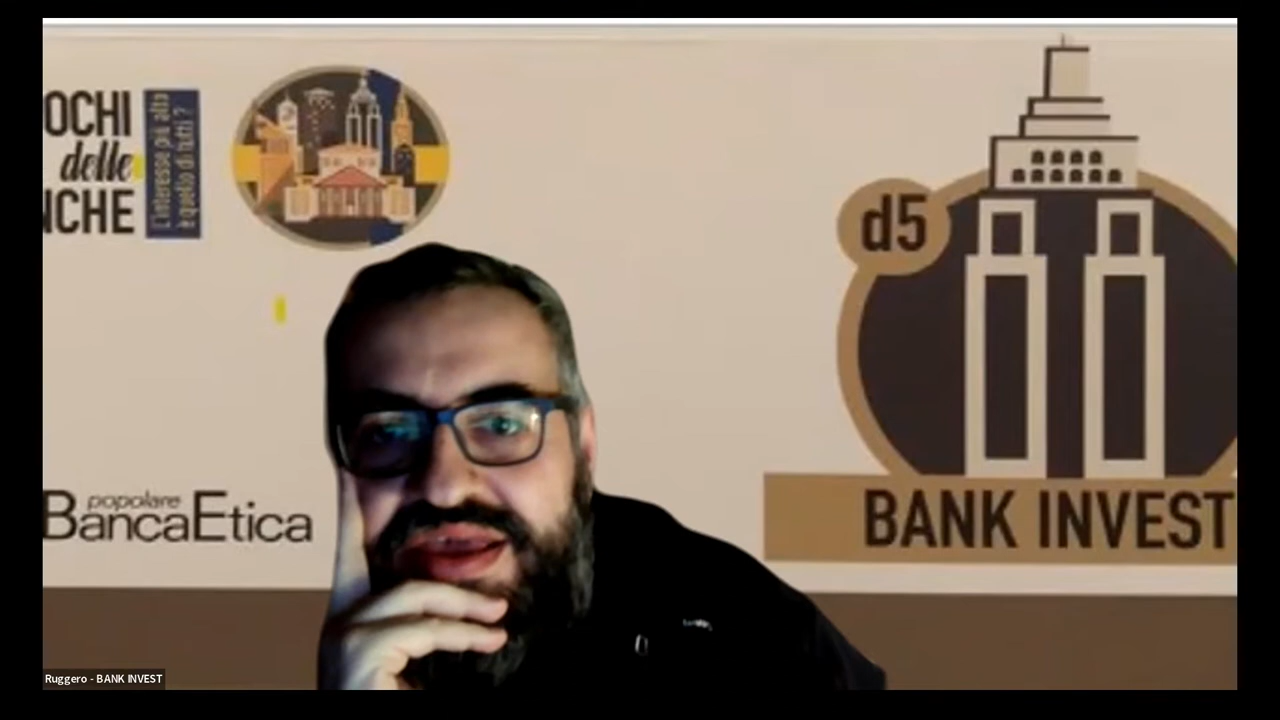 OCHI
delle
NCHE
L'interesse più alto
è quello di tutti ?
d5
popolare
BancaEtica
BANK INVEST
Ruggero - BANK INVEST